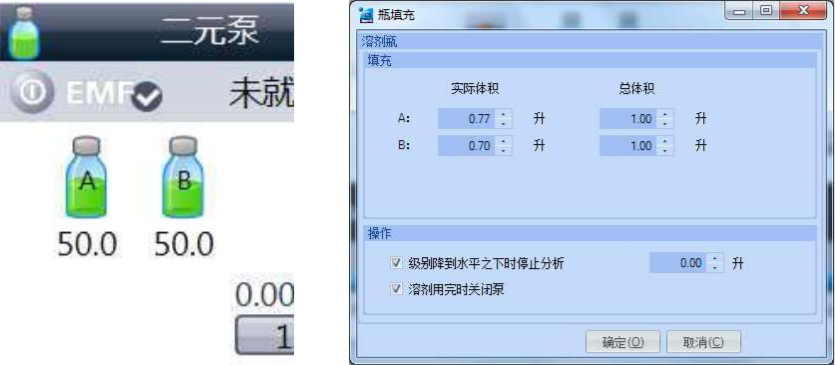 二元泵
EMF
未就
A
B
50.0 50.0
0.00
1
瓶填充
溶剂瓶
填充
实际体积 总体积
A: 0.77 升 1.00 升
B: 0.70 升 1.00 升
操作
级别降到水平之下时停止分析 0.00 升
溶剂用完时关闭泵
确定(O) 取消(C)